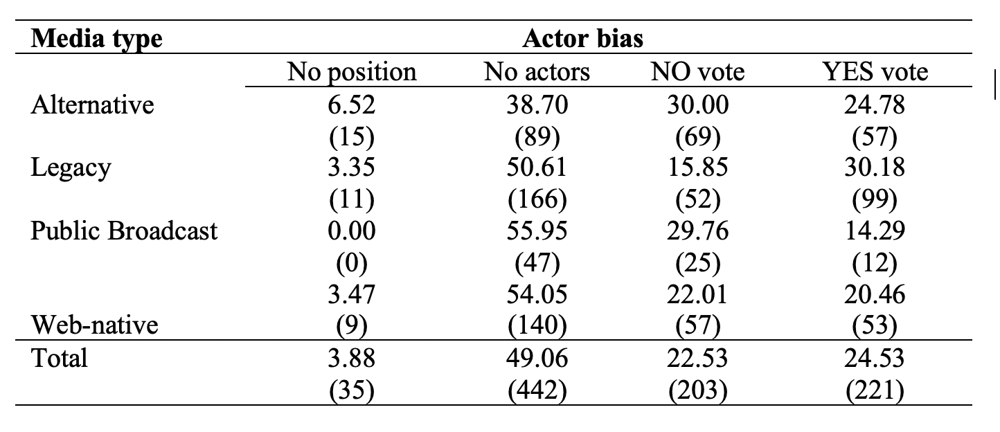 Media type Actor bias
No position No actors NO vote YES vote
Alternative 6.52 38.70 30.00 24.78
(15) (89) (69) (57)
Legacy 3.35 50.61 15.85 30.18
(11) (166) (52) (99)
Public Broadcast 0.00 55.95 29.76 14.29
(0) (47) (25) (12)
3.47 54.05 22.01 20.46
Web-native (9) (140) (57) (53)
Total 3.88 49.06 22.53 24.53
(35) (442) (203) (221)